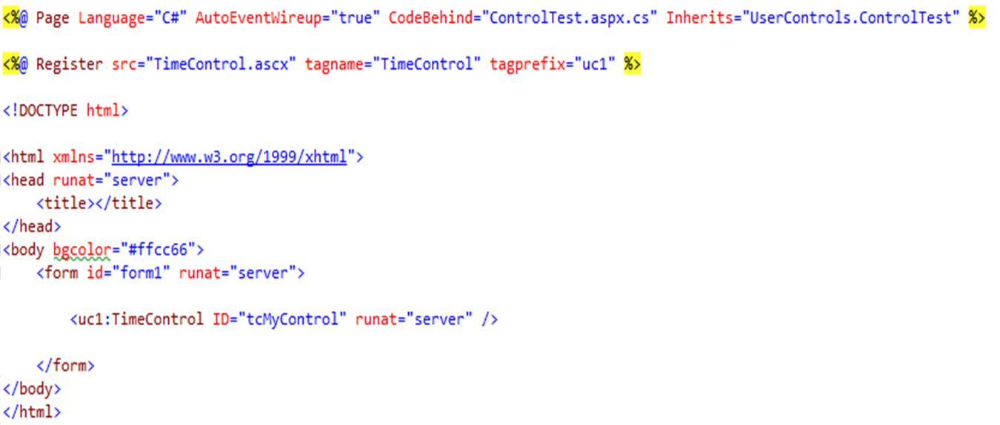 <%@ Page Language="C#" AutoEventWireup="true" CodeBehind="ControlTest.aspx.cs" Inherits="UserControls.ControlTest" %>
<%@ Register src="TimeControl.ascx" tagname="TimeControl" tagprefix="uc1" %>
<!DOCTYPE html>
<html xmlns="http://www.w3.org/1999/xhtml">
<head runat="server">
<title></title>
</head>
<body bgcolor="#ffcc66">
<form id="form1" runat="server">
<uc1:TimeControl ID="tcMyControl" runat="server" />
</form>
</body>
</html>